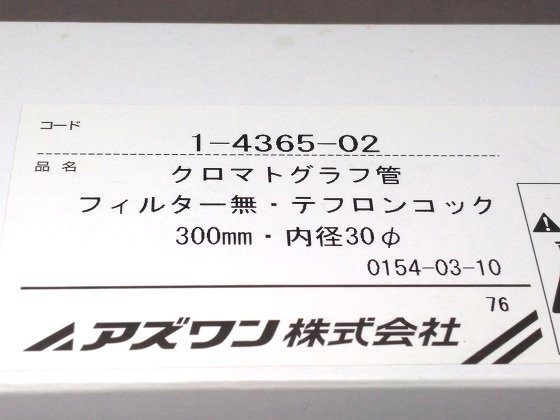 コード
1-4365-02
品名
クロマトグラフ管
フィルター無・テフロンコック
300mm・内径30φ
0154-03-10
76
アズワン株式会社